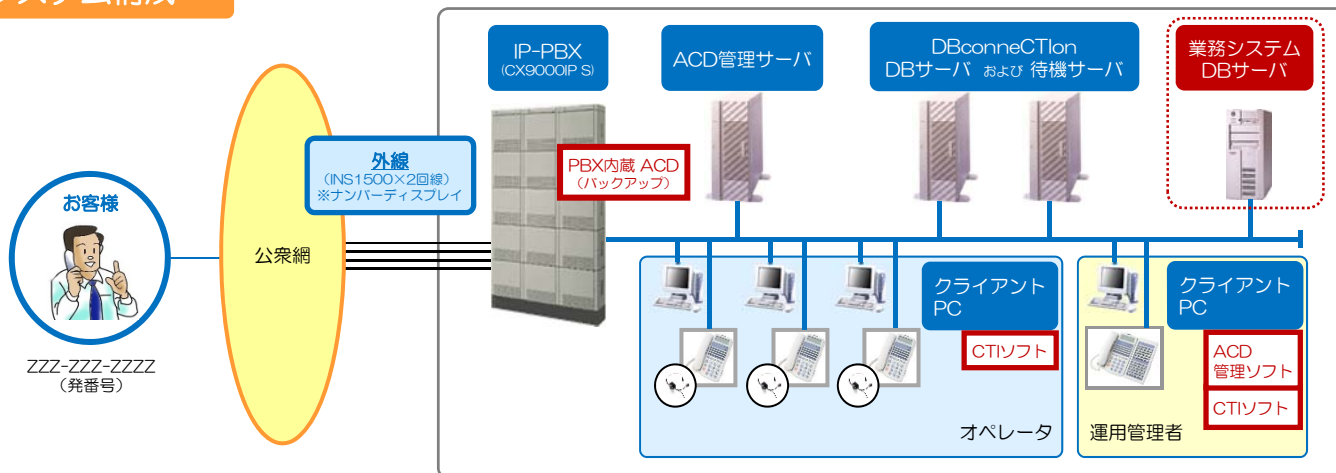 システム構成
IP-PBX
(CX9000IP S)
ACD管理サーバ
DBconneCTIon
DBサーバ および 待機サーバ
業務システム
DBサーバ
外線
(INS1500×2回線)
※ナンバーディスプレイ
PBX内蔵 ACD
(バックアップ)
お客様
公衆網
ZZZ-ZZZ-ZZZZ
(発番号)
クライアント
PC
CTIソフト
オペレータ
クライアント
PC
ACD
管理ソフト
CTIソフト
運用管理者